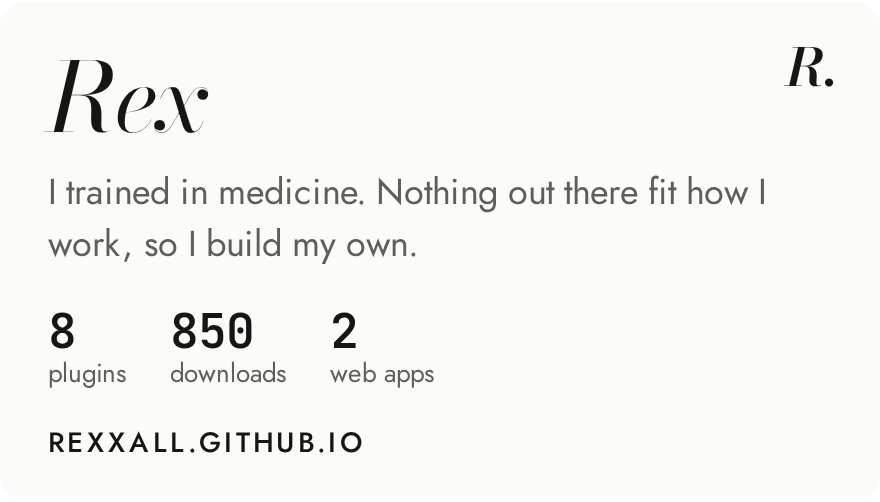 Rex
R.
I trained in medicine. Nothing out there fit how I
work, so I build my own.
8 850 2
plugins downloads web apps
REXXALL.GITHUB.IO